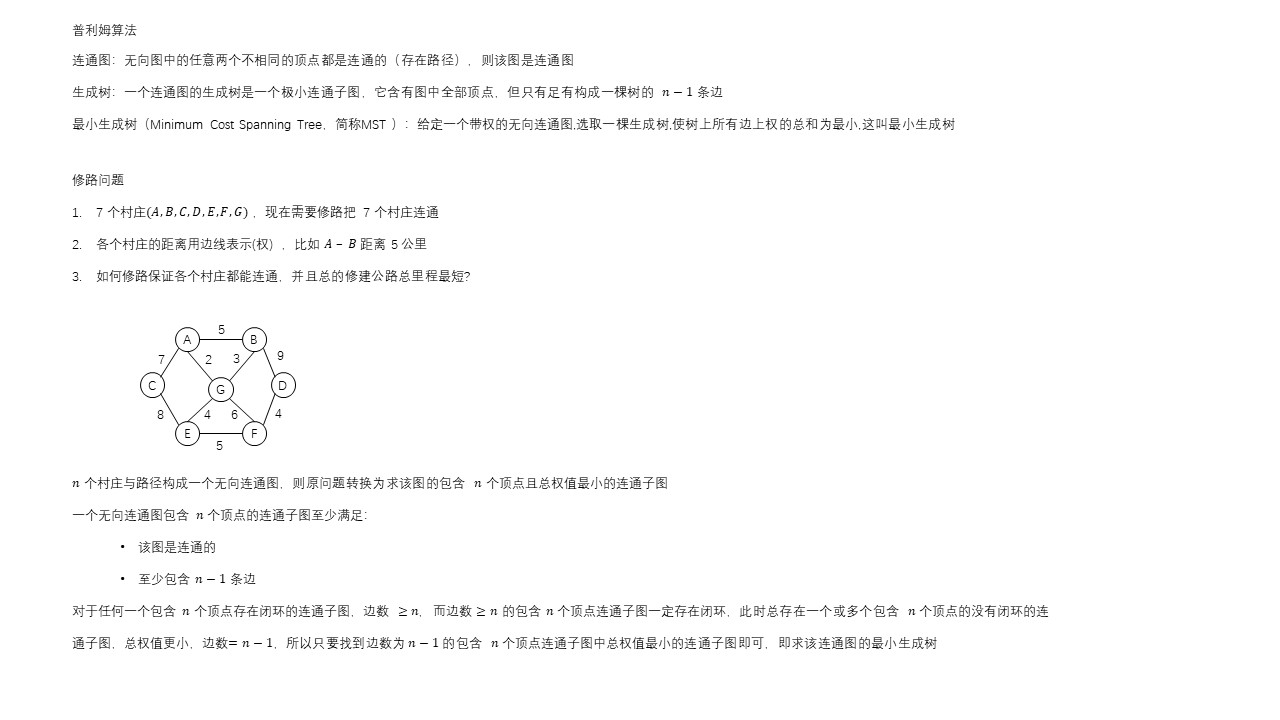 普利姆算法
连通图：无向图中的任意两个不相同的顶点都是连通的（存在路径），则该图是连通图
生成树：一个连通图的生成树是一个极小连通子图，它含有图中全部顶点，但只有足有构成一棵树的 n − 1 条边
最小生成树（Minimum Cost Spanning Tree，简称MST ）：给定一个带权的无向连通图,选取一棵生成树,使树上所有边上权的总和为最小,这叫最小生成树
修路问题
1. 7 个村庄(A,B,C,D,E,F,G) ，现在需要修路把 7 个村庄连通
2. 各个村庄的距离用边线表示(权) ，比如 A – B 距离 5 公里
3. 如何修路保证各个村庄都能连通，并且总的修建公路总里程最短?
5
A B
7 2 3 9
C G D
8 4 6 4
E F
5
n 个村庄与路径构成一个无向连通图，则原问题转换为求该图的包含 n 个顶点且总权值最小的连通子图
一个无向连通图包含 n 个顶点的连通子图至少满足：
• 该图是连通的
• 至少包含 n − 1 条边
对于任何一个包含 n 个顶点存在闭环的连通子图，边数 ≥ n，而边数 ≥ n 的包含 n 个顶点连通子图一定存在闭环，此时总存在一个或多个包含 n 个顶点的没有闭环的连
通子图，总权值更小，边数= n − 1，所以只要找到边数为 n − 1 的包含 n 个顶点连通子图中总权值最小的连通子图即可，即求该连通图的最小生成树